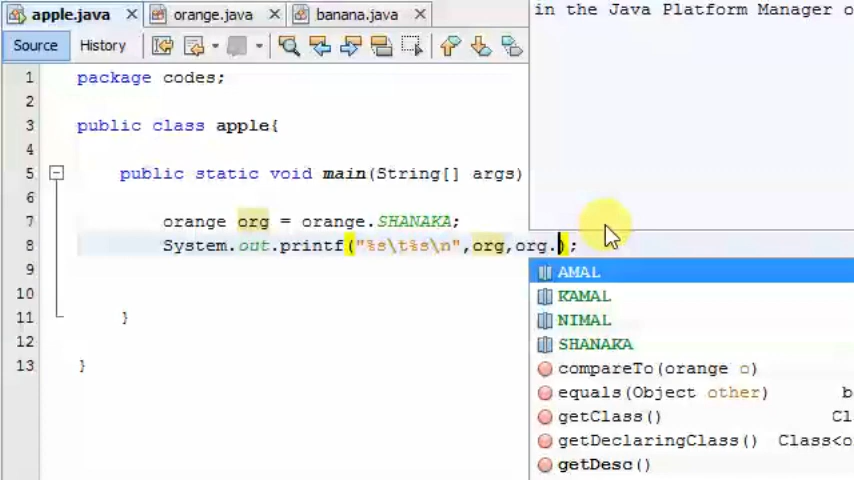 apple.java orange.java banana.java
in the Java Platform Manager o
Source History
1 package codes;
2
3 public class apple{
4
5 public static void main(String[] args)
6
7 orange org = orange.SHANAKA;
8 System.out.printf("%s\t%s\n",org,org.);
9
10
11 }
12
13 }
AMAL
KAMAL
NIMAL
SHANAKA
compareTo(orange o)
equals(Object other) b
getClass() Cl
getDeclaringClass() Class<o
getDesc()